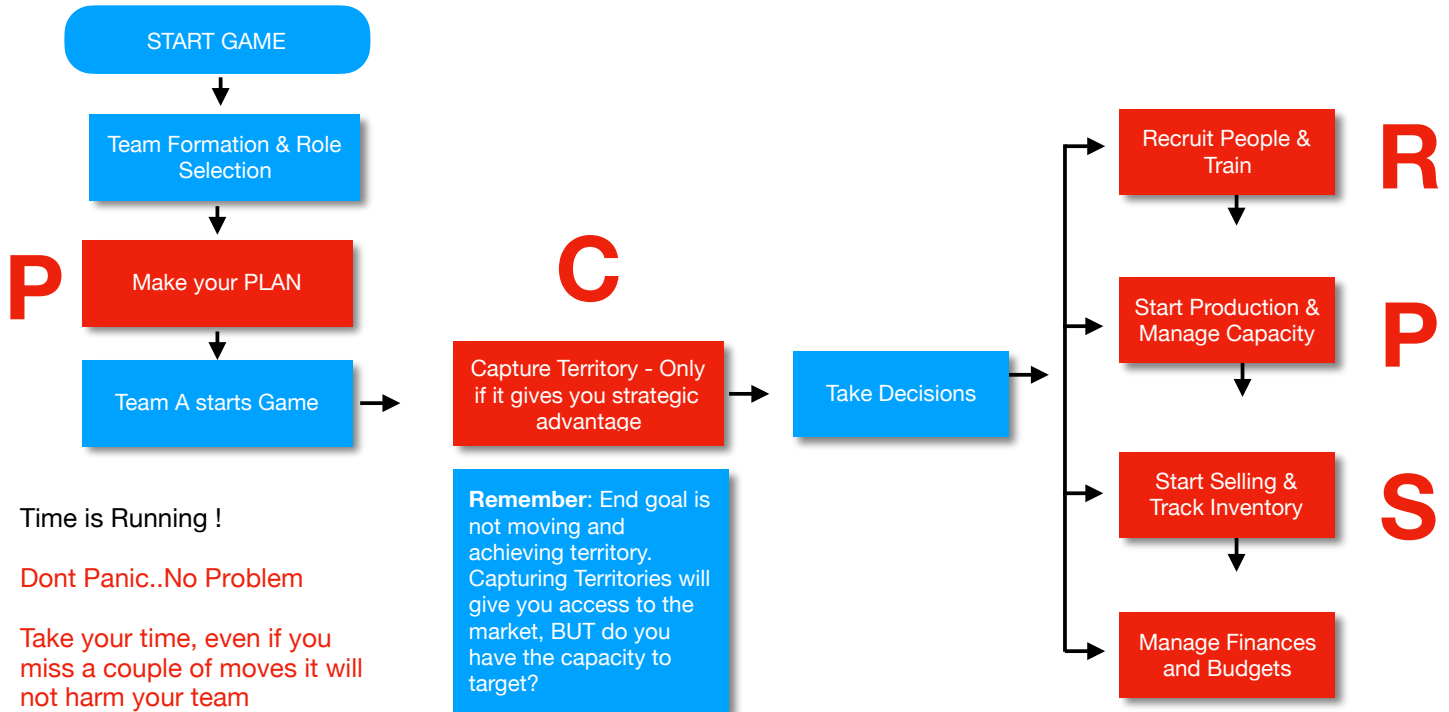 START GAME
Team Formation & Role
Selection
P
Make your PLAN
Team A starts Game
Time is Running !
Dont Panic..No Problem
Take your time, even if you
miss a couple of moves it will
not harm your team
C
Capture Territory - Only
if it gives you strategic
advantage
Remember: End goal is
not moving and
achieving territory.
Capturing Territories will
give you access to the
market, BUT do you
have the capacity to
target?
Take Decisions
Recruit People &
Train
R
Start Production &
Manage Capacity
P
Start Selling &
Track Inventory
S
Manage Finances
and Budgets